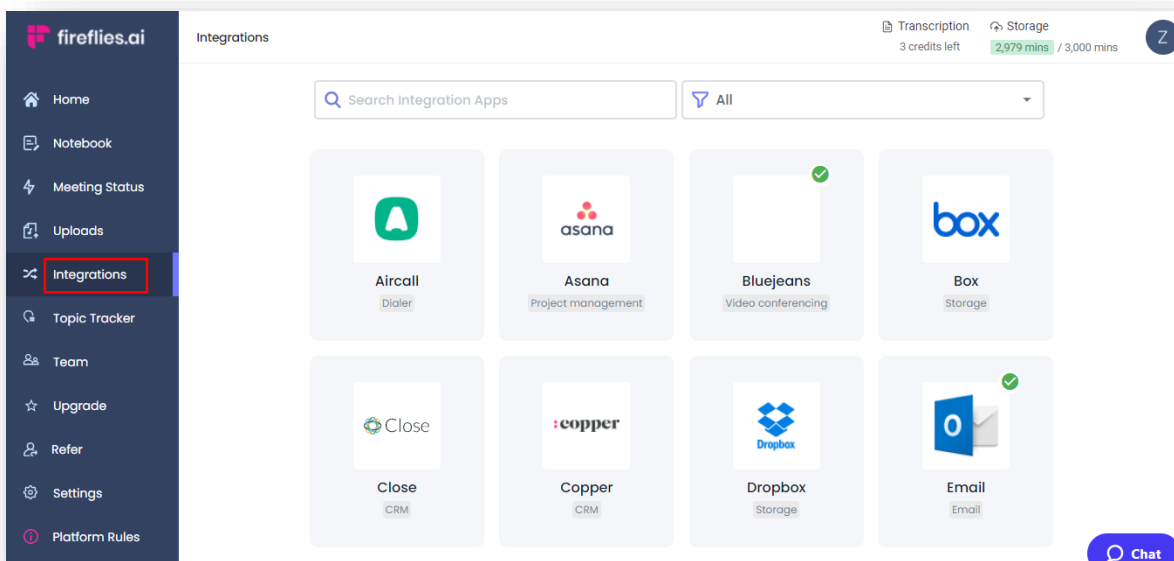 fireflies.ai
Integrations
Transcription
3 credits left
Storage
2,979 mins / 3,000 mins
Z
Home
Notebook
Meeting Status
Uploads
Integrations
Topic Tracker
Team
Upgrade
Refer
Settings
Platform Rules
Search Integration Apps
All
Aircall
Dialer
asana
Asana
Project management
Bluejeans
Video conferencing
box
Box
Storage
Close
Close
CRM
:copper
Copper
CRM
Dropbox
Dropbox
Storage
O
Email
Email
Chat